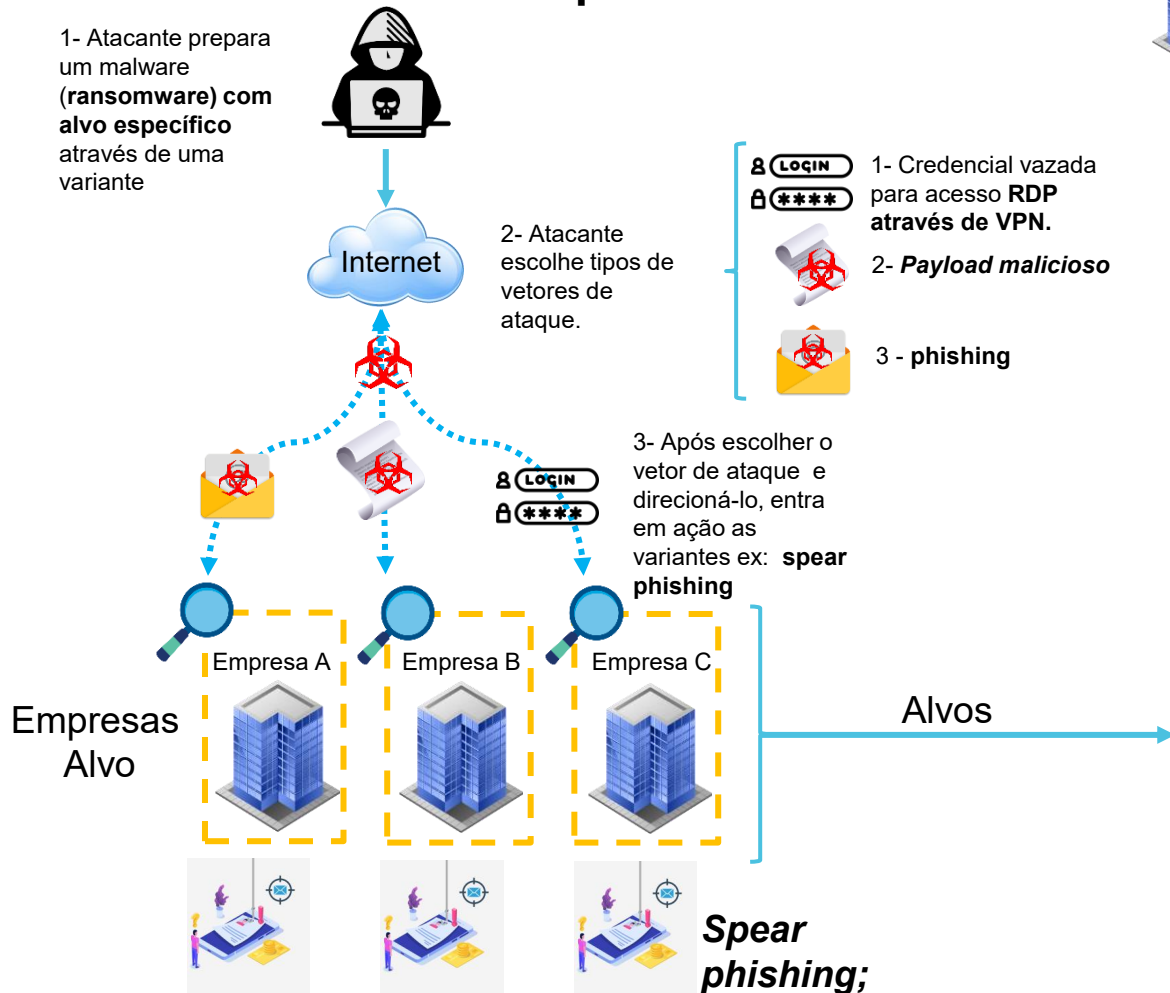 1- Atacante prepara
um malware
(ransomware) com
alvo específico
através de uma
variante
Internet
2- Atacante
escolhe tipos de
vetores de
ataque.
LOGIN
****
1- Credencial vazada
para acesso RDP
através de VPN.
2- Payload malicioso
3 - phishing
LOGIN
****
3- Após escolher o
vetor de ataque e
direcioná-lo, entra
em ação as
variantes ex: spear
phishing
Empresa A
Empresa B
Empresa C
Empresas
Alvo
Alvos
Spear
phishing;